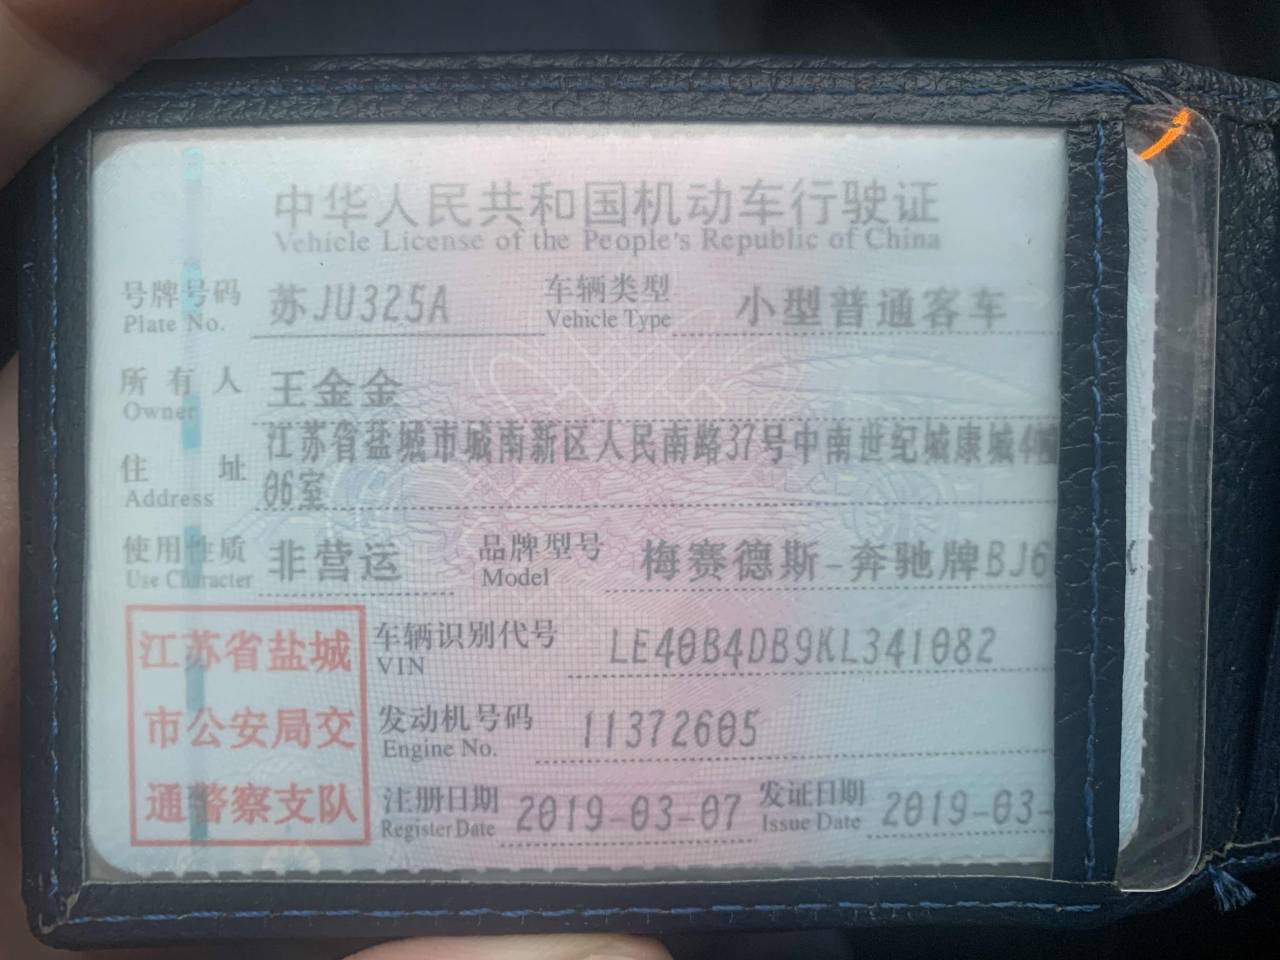 中华人民共和国机动车行驶证
Vehicle License of the People's Republic of China
号牌号码 苏JU325A 车辆类型 小型普通客车
Plate No. Vehicle Type
所有人 王金金
Owner
住址 江苏省盐城市城南新区人民南路37号中南世纪城康城4
Address 06室
使用性质 非营运 品牌型号 梅赛德斯-奔驰牌BJ6
Use Character Model
江苏省盐城 车辆识别代号 LE40B4DB9KL341082
VIN
市公安局交 发动机号码 11372605
Engine No.
通警察支队 注册日期 2019-03-07 发证日期 2019-03-
Register Date Issue Date